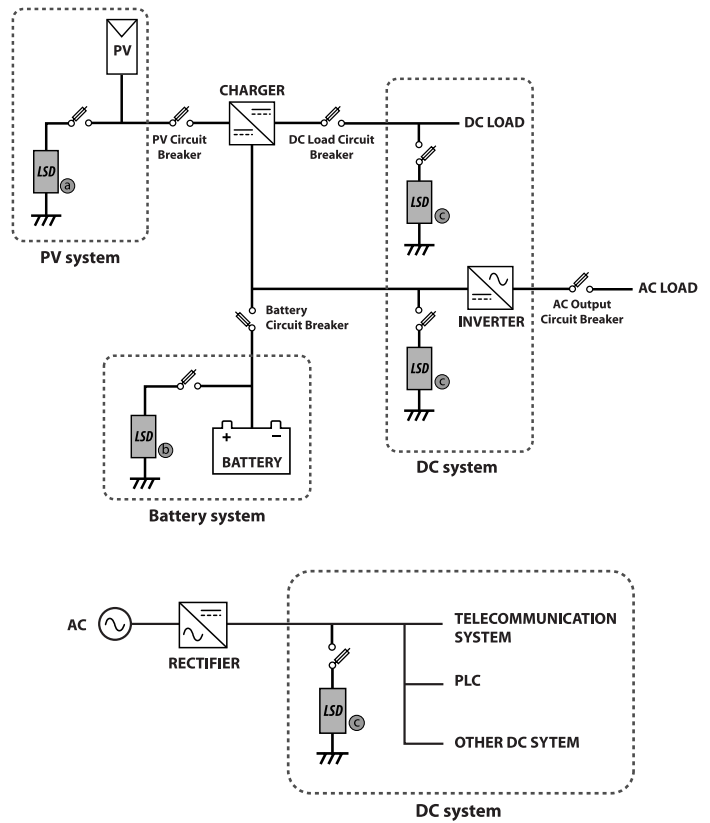 PV
CHARGER
LSD
a
PV Circuit
Breaker
DC Load Circuit
Breaker
DC LOAD
LSD
c
PV system
Battery
Circuit Breaker
INVERTER
AC Output
Circuit Breaker
AC LOAD
LSD
c
LSD
b
+ −
BATTERY
Battery system
DC system
AC
RECTIFIER
TELECOMMUNICATION
SYSTEM
PLC
LSD
c
OTHER DC SYTEM
DC system